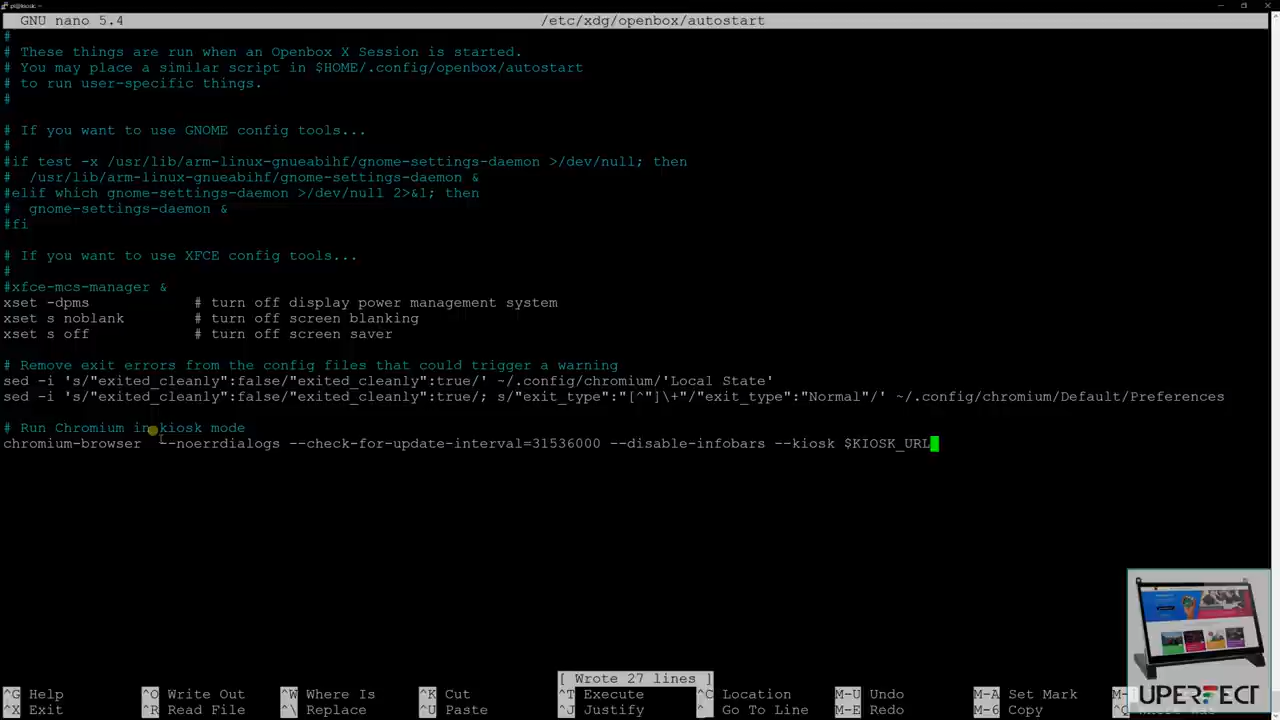 pi@kiosk: ~
GNU nano 5.4 /etc/xdg/openbox/autostart
#
# These things are run when an Openbox X Session is started.
# You may place a similar script in $HOME/.config/openbox/autostart
# to run user-specific things.
#
# If you want to use GNOME config tools...
#
#if test -x /usr/lib/arm-linux-gnueabihf/gnome-settings-daemon >/dev/null; then
#  /usr/lib/arm-linux-gnueabihf/gnome-settings-daemon &
#elif which gnome-settings-daemon >/dev/null 2>&1; then
#  gnome-settings-daemon &
#fi
# If you want to use XFCE config tools...
#
#xfce-mcs-manager &
xset -dpms # turn off display power management system
xset s noblank # turn off screen blanking
xset s off # turn off screen saver
# Remove exit errors from the config files that could trigger a warning
sed -i 's/"exited_cleanly":false/"exited_cleanly":true/' ~/.config/chromium/'Local State'
sed -i 's/"exited_cleanly":false/"exited_cleanly":true/; s/"exit_type":"[^"]\+"/"exit_type":"Normal"/' ~/.config/chromium/Default/Preferences
# Run Chromium in kiosk mode
chromium-browser  --noerrdialogs --check-for-update-interval=31536000 --disable-infobars --kiosk $KIOSK_URL
[ Wrote 27 lines ]
^G Help ^O Write Out ^W Where Is ^K Cut ^T Execute ^C Location M-U Undo M-A Set Mark
^X Exit ^R Read File ^\ Replace ^U Paste ^J Justify ^_ Go To Line M-E Redo M-6 Copy
UPERFECT